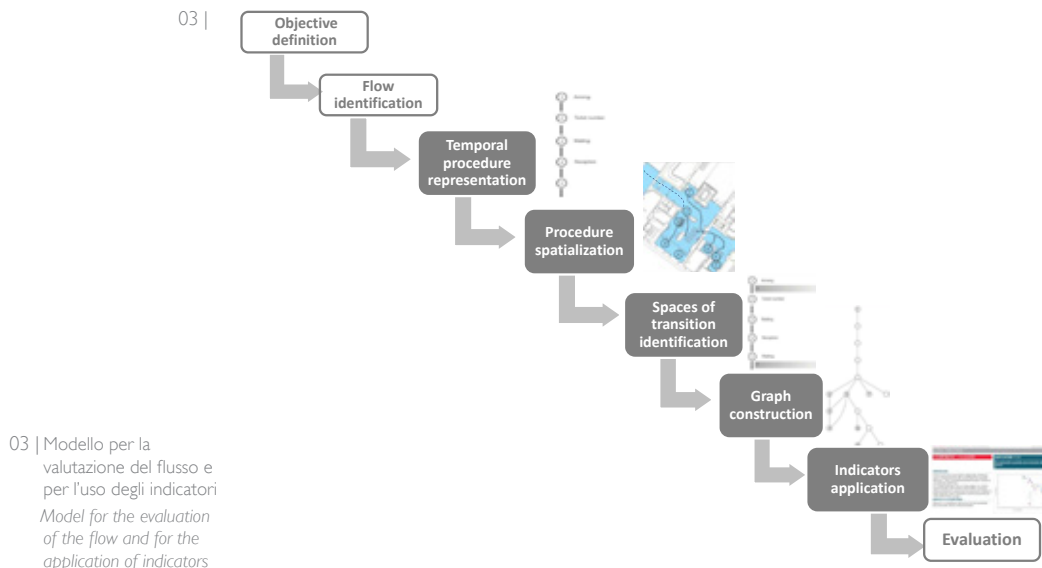 03 |
Objective
definition
Flow
identification
Temporal
procedure
representation
Procedure
spatialization
Spaces of
transition
identification
Graph
construction
Indicators
application
Evaluation
03 | Modello per la
valutazione del flusso e
per l'uso degli indicatori
Model for the evaluation
of the flow and for the
application of indicators